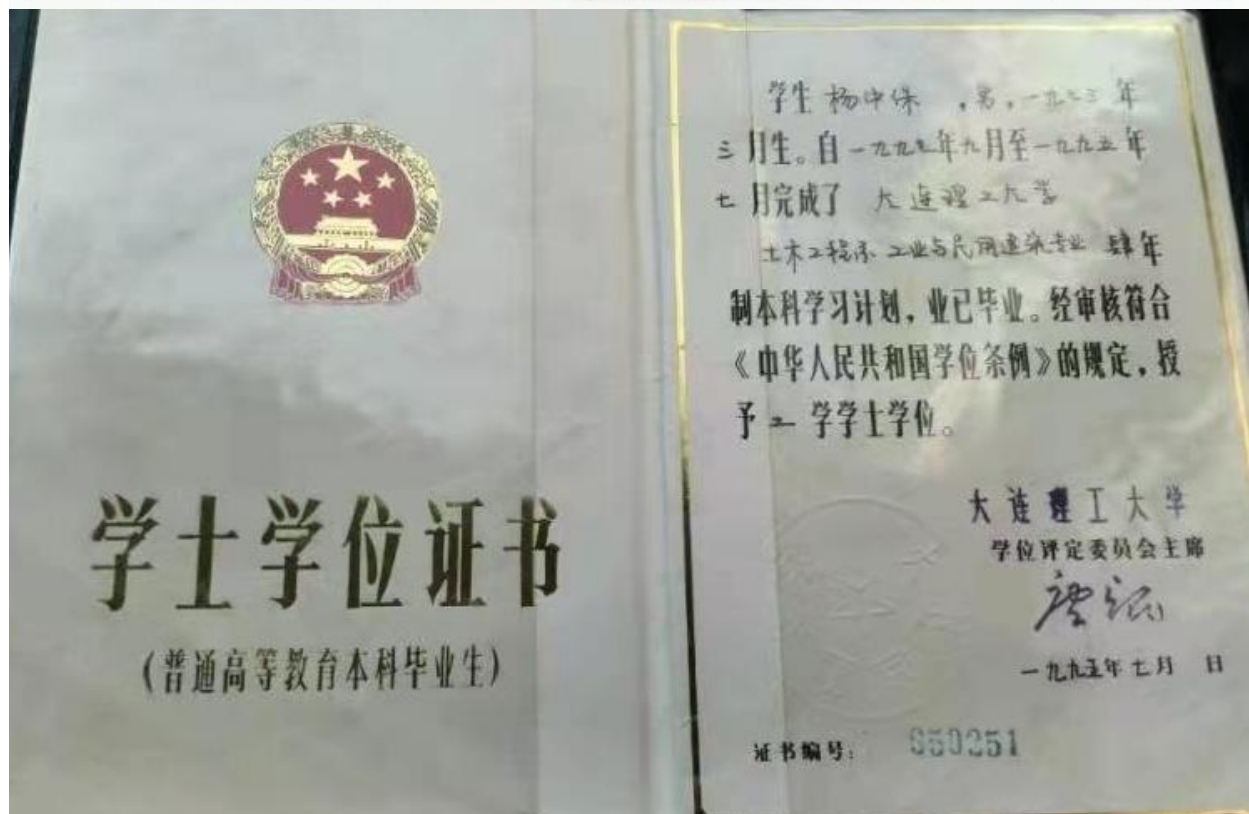 学士学位证书
(普通高等教育本科毕业生)
学生 杨中保 ,男,一九七三年
三月生。自一九九一年九月至一九九五年
七月完成了 大连理工大学
土木工程系 工业与民用建筑专业 肆年
制本科学习计划,业已毕业。经审核符合
《中华人民共和国学位条例》的规定,授
予 工 学学士学位。
大连理工大学
学位评定委员会主席
一九九五年七月 日
证书编号: 950251